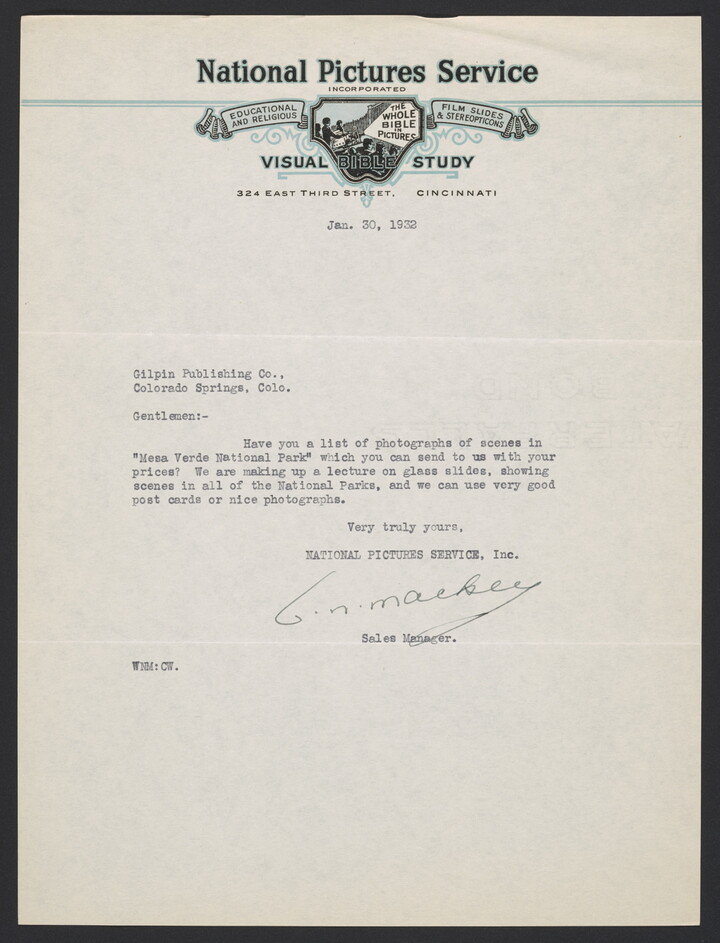 National Pictures Service
INCORPORATED
EDUCATIONAL AND RELIGIOUS
THE WHOLE BIBLE IN PICTURES
FILM SLIDES & STEREOPTICONS
VISUAL BIBLE STUDY
324 EAST THIRD STREET, CINCINNATI
Jan. 30, 1932
Gilpin Publishing Co.,
Colorado Springs, Colo.
Gentlemen:-
Have you a list of photographs of scenes in
"Mesa Verde National Park" which you can send to us with your
prices? We are making up a lecture on glass slides, showing
scenes in all of the National Parks, and we can use very good
post cards or nice photographs.
Very truly yours,
NATIONAL PICTURES SERVICE, Inc.
Mackey
Sales Manager.
WNM:CW.